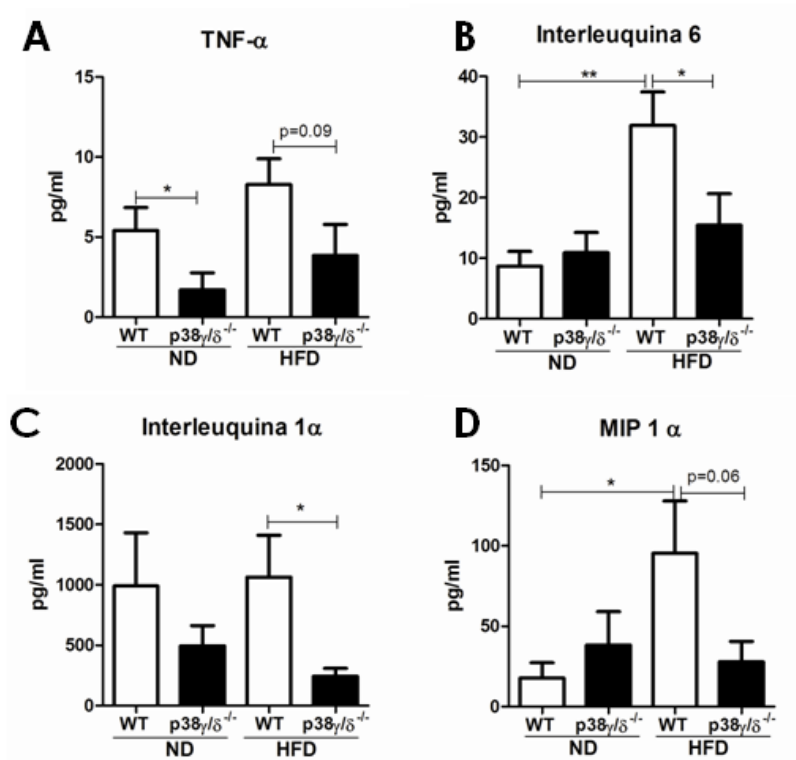 A
TNF-α
15
10
5
0
pg/ml
*
p=0.09
WT p38γ/δ -/- WT p38γ/δ -/-
ND HFD
B
Interleuquina 6
40
30
20
10
0
pg/ml
** *
WT p38γ/δ -/- WT p38γ/δ -/-
ND HFD
C
Interleuquina 1α
2000
1500
1000
500
0
pg/ml
*
WT p38γ/δ -/- WT p38γ/δ -/-
ND HFD
D
MIP 1 α
150
100
50
0
pg/ml
* p=0.06
WT p38γ/δ -/- WT p38γ/δ -/-
ND HFD